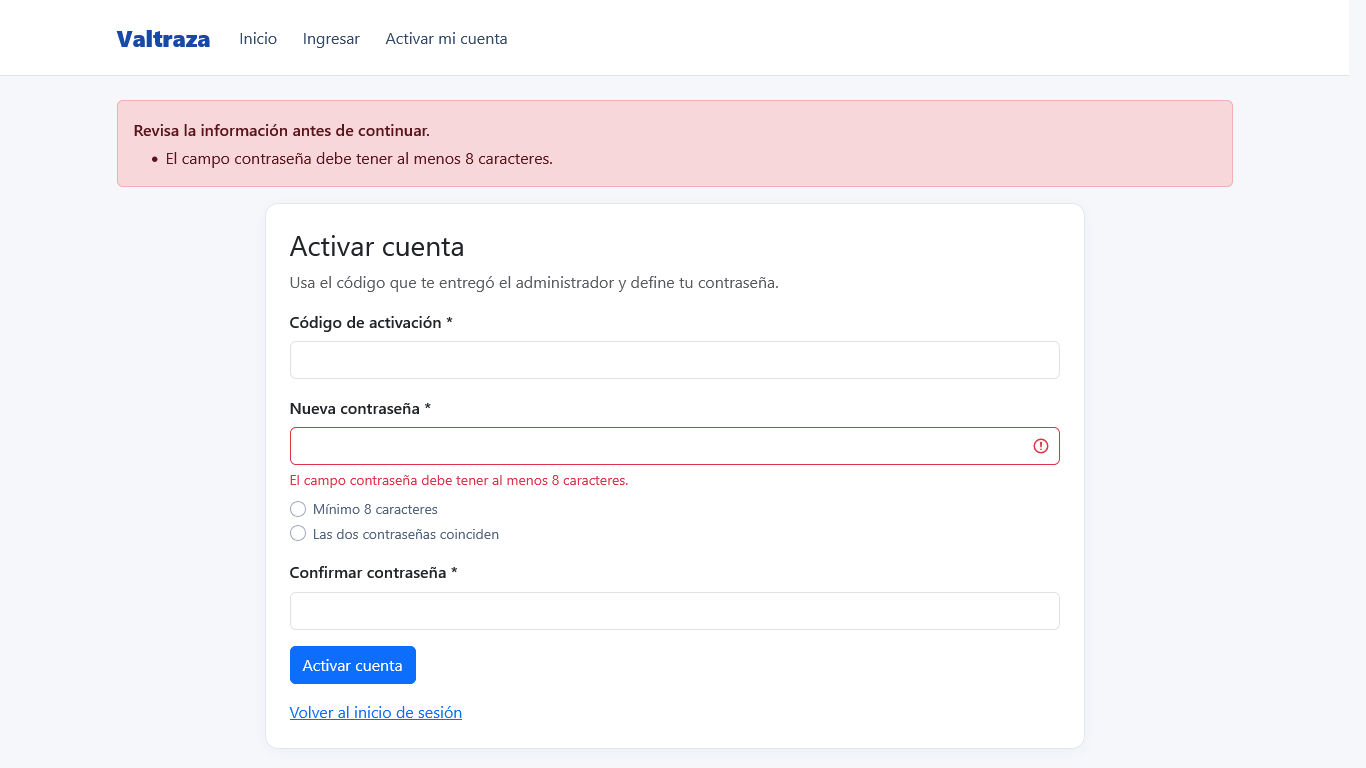 Valtraza Inicio Ingresar Activar mi cuenta
Revisa la información antes de continuar.
• El campo contraseña debe tener al menos 8 caracteres.
Activar cuenta
Usa el código que te entregó el administrador y define tu contraseña.
Código de activación *
Nueva contraseña *
El campo contraseña debe tener al menos 8 caracteres.
Mínimo 8 caracteres
Las dos contraseñas coinciden
Confirmar contraseña *
Activar cuenta
Volver al inicio de sesión